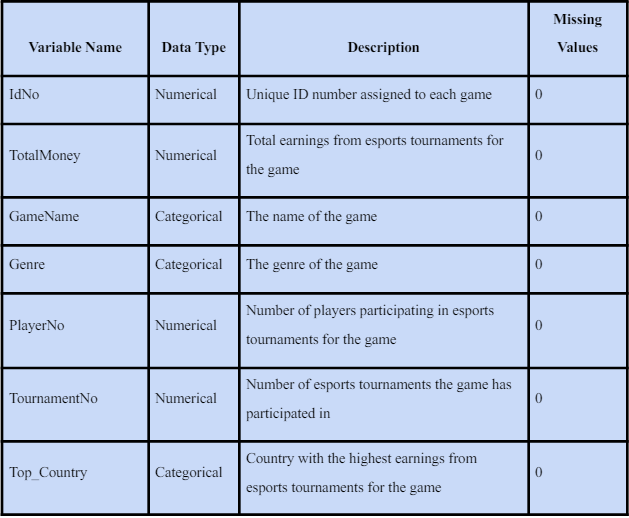 Variable Name Data Type Description Missing
Values
IdNo Numerical Unique ID number assigned to each game 0
TotalMoney Numerical Total earnings from esports tournaments for
the game 0
GameName Categorical The name of the game 0
Genre Categorical The genre of the game 0
PlayerNo Numerical Number of players participating in esports
tournaments for the game 0
TournamentNo Numerical Number of esports tournaments the game has
participated in 0
Top_Country Categorical Country with the highest earnings from
esports tournaments for the game 0